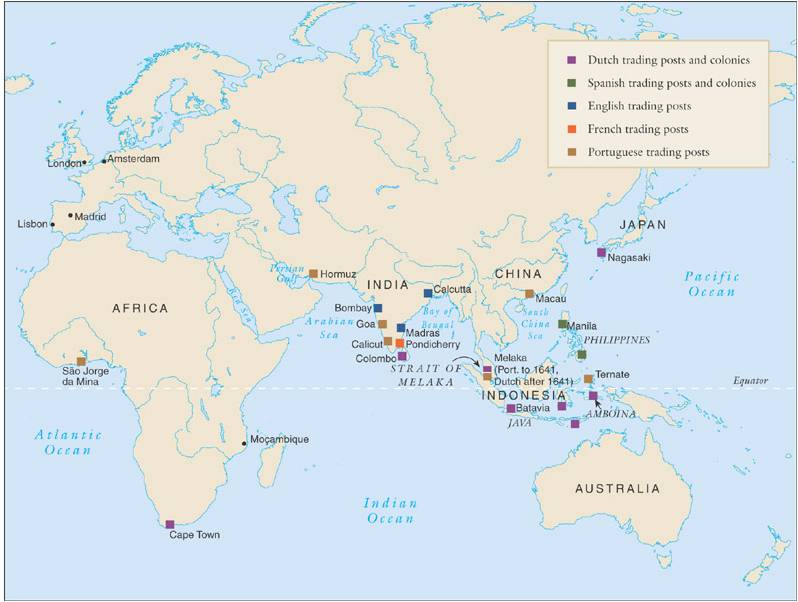 Dutch trading posts and colonies
Spanish trading posts and colonies
English trading posts
French trading posts
Portuguese trading posts
London
Amsterdam
Madrid
Lisbon
JAPAN
Nagasaki
Persian
Gulf
Hormuz
INDIA
CHINA
Pacific
Ocean
Calcutta
Macau
AFRICA
Red Sea
Bombay
Arabian
Sea
Goa
Bay of
Bengal
South
China
Sea
Manila
Madras
PHILIPPINES
Calicut
Pondicherry
Colombo
Melaka
(Port. to 1641,
Dutch after 1641)
STRAIT OF
MELAKA
São Jorge
da Mina
Ternate
Equator
INDONESIA
Batavia
AMBOINA
JAVA
Atlantic
Ocean
Moçambique
AUSTRALIA
Indian
Ocean
Cape Town